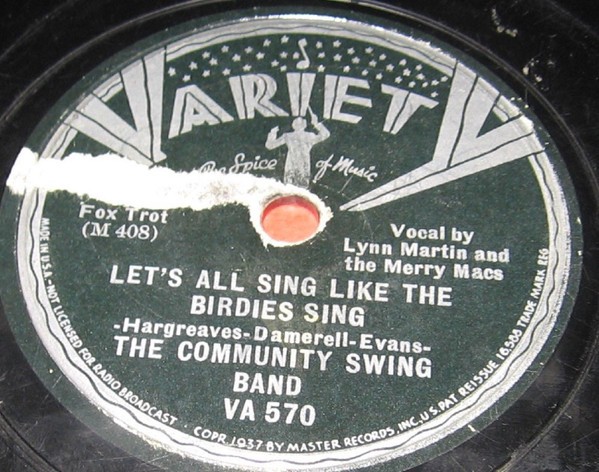 VARIETY
The Spice of Music
Fox Trot
(M 408)
Vocal by
Lynn Martin and
the Merry Macs
LET'S ALL SING LIKE THE
BIRDIES SING
-Hargreaves-Damerell-Evans-
THE COMMUNITY SWING
BAND
VA 570
MADE IN U.S.A.-NOT LICENSED FOR RADIO BROADCAST · COPR. 1937 BY MASTER RECORDS, INC., U.S. PAT REISSUE 16,588 TRADE MARK REG